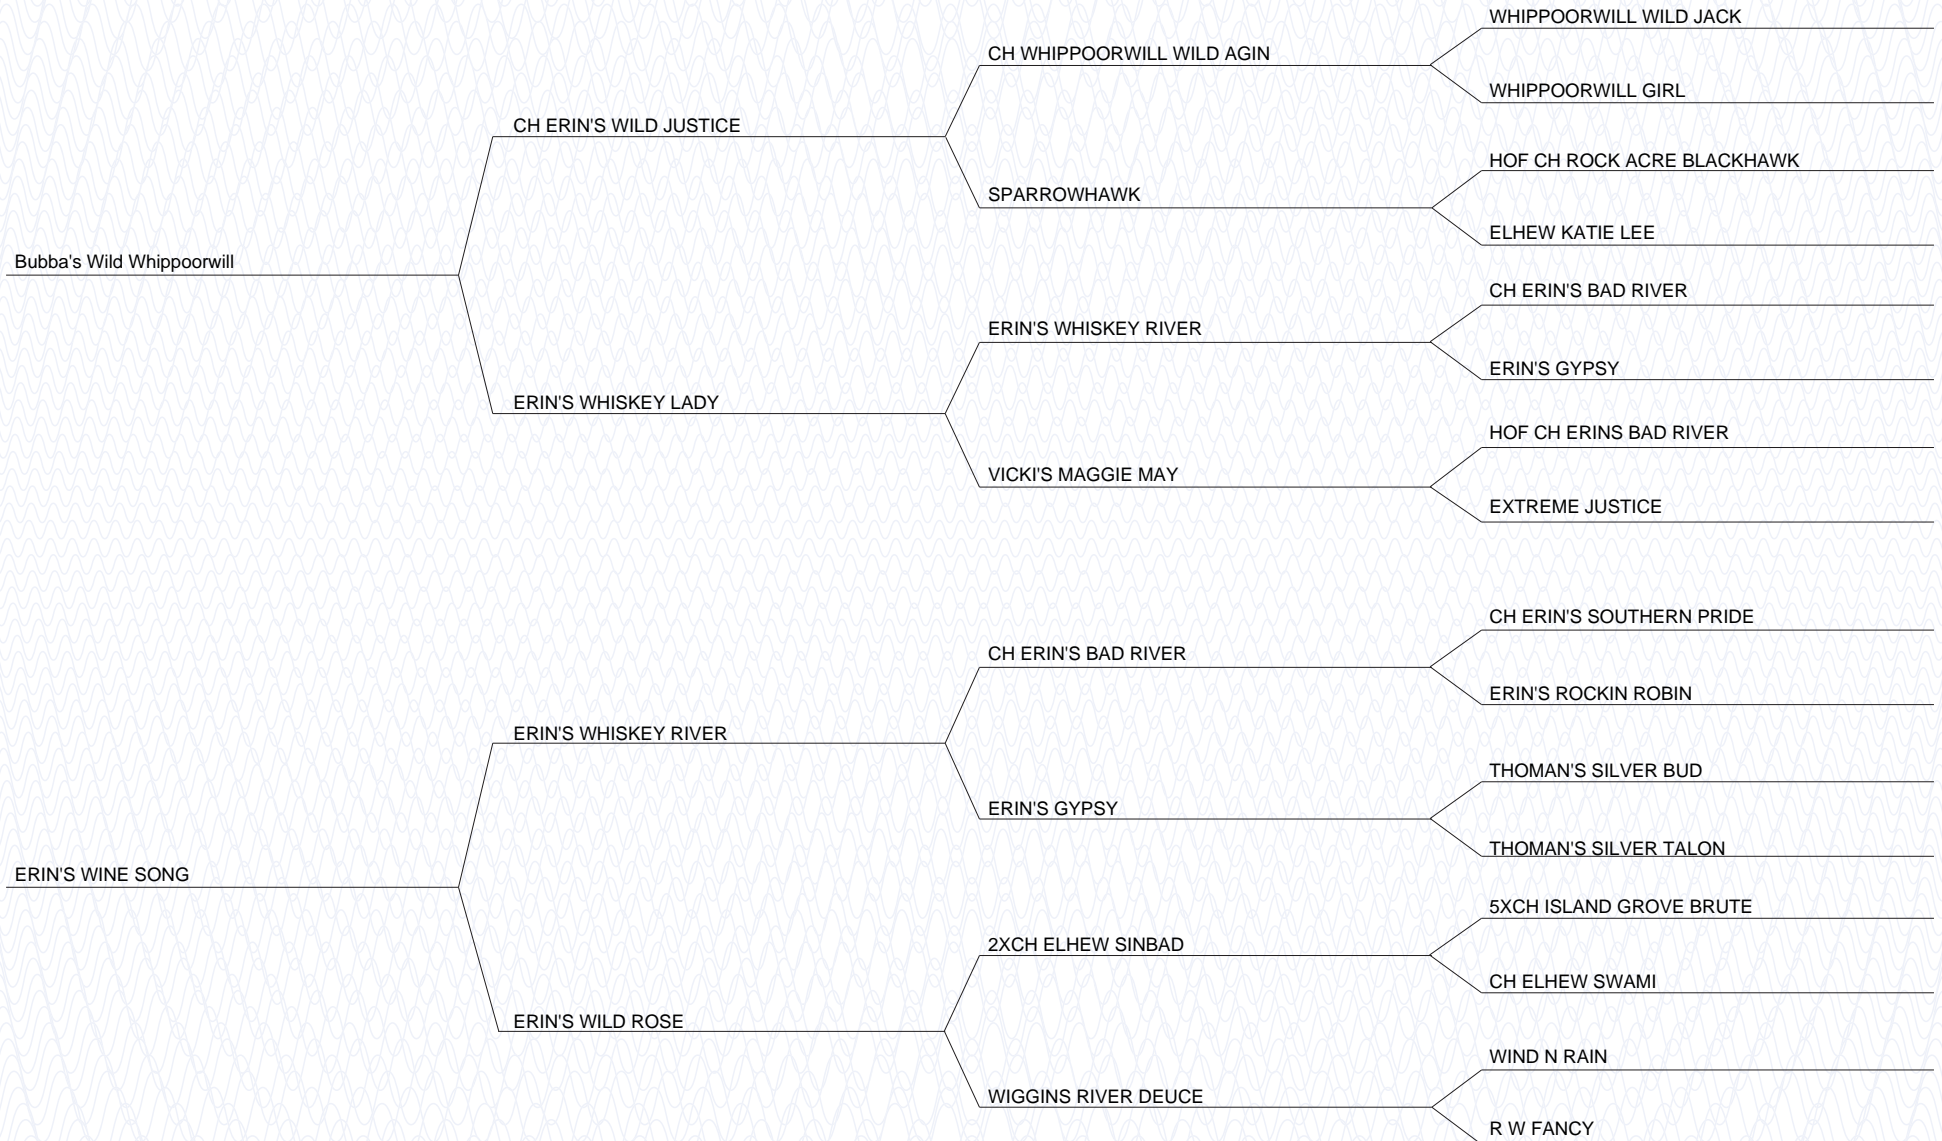 WHIPPOORWILL WILD JACK
CH WHIPPOORWILL WILD AGIN
WHIPPOORWILL GIRL
CH ERIN'S WILD JUSTICE
HOF CH ROCK ACRE BLACKHAWK
SPARROWHAWK
ELHEW KATIE LEE
Bubba's Wild Whippoorwill
CH ERIN'S BAD RIVER
ERIN'S WHISKEY RIVER
ERIN'S GYPSY
ERIN'S WHISKEY LADY
HOF CH ERINS BAD RIVER
VICKI'S MAGGIE MAY
EXTREME JUSTICE
CH ERIN'S SOUTHERN PRIDE
CH ERIN'S BAD RIVER
ERIN'S ROCKIN ROBIN
ERIN'S WHISKEY RIVER
THOMAN'S SILVER BUD
ERIN'S GYPSY
THOMAN'S SILVER TALON
ERIN'S WINE SONG
5XCH ISLAND GROVE BRUTE
2XCH ELHEW SINBAD
CH ELHEW SWAMI
ERIN'S WILD ROSE
WIND N RAIN
WIGGINS RIVER DEUCE
R W FANCY